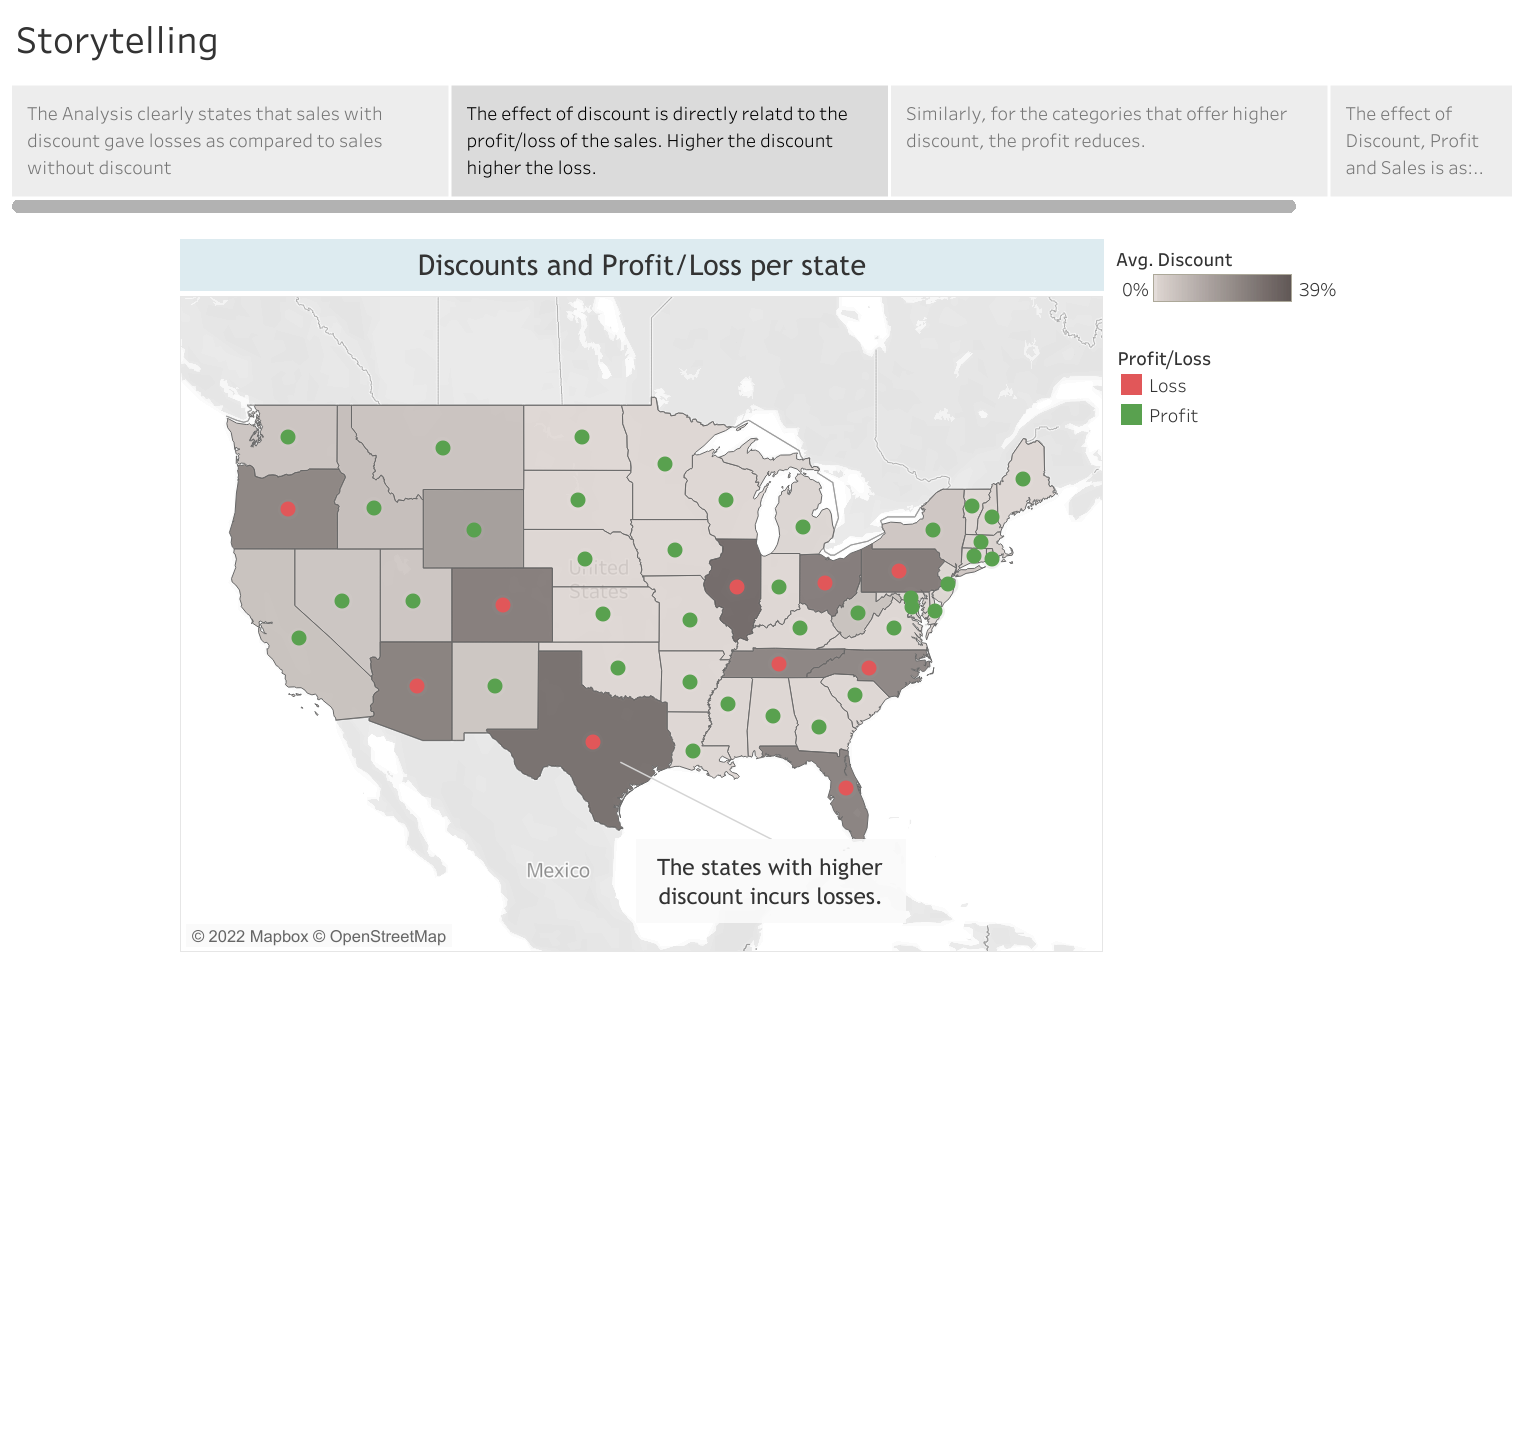 Storytelling
The Analysis clearly states that sales with
discount gave losses as compared to sales
without discount
The effect of discount is directly relatd to the
profit/loss of the sales. Higher the discount
higher the loss.
Similarly, for the categories that offer higher
discount, the profit reduces.
The effect of
Discount, Profit
and Sales is as:..
Discounts and Profit/Loss per state
Avg. Discount
0% 39%
Profit/Loss
Loss
Profit
United
States
Mexico
The states with higher
discount incurs losses.
© 2022 Mapbox © OpenStreetMap